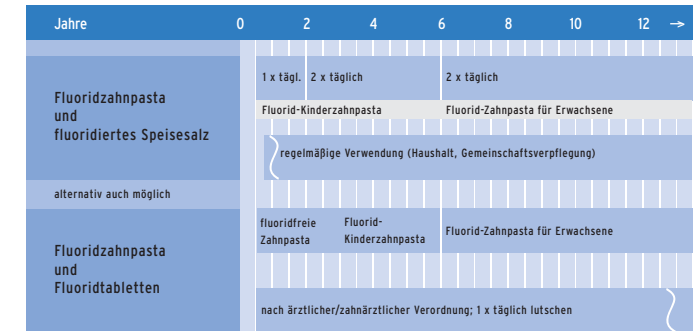 Jahre 0 2 4 6 8 10 12 →
1 x tägl. 2 x täglich 2 x täglich
Fluoridzahnpasta
und
fluoridiertes Speisesalz
Fluorid-Kinderzahnpasta Fluorid-Zahnpasta für Erwachsene
regelmäßige Verwendung (Haushalt, Gemeinschaftsverpflegung)
alternativ auch möglich
Fluoridzahnpasta
und
Fluoridtabletten
fluoridfreie
Zahnpasta
Fluorid-
Kinderzahnpasta
Fluorid-Zahnpasta für Erwachsene
nach ärztlicher/zahnärztlicher Verordnung; 1 x täglich lutschen